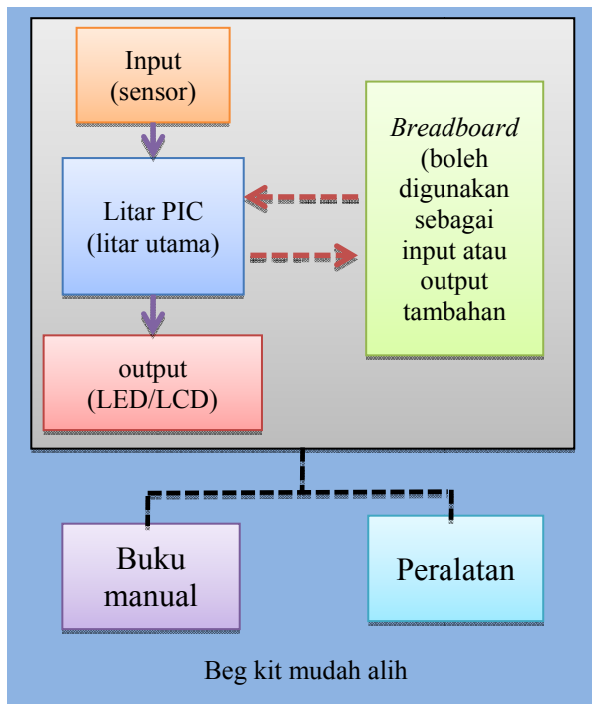 Input
(sensor)
Litar PIC
(litar utama)
output
(LED/LCD)
Breadboard
(boleh
digunakan
sebagai
input atau
output
tambahan
Buku
manual
Peralatan
Beg kit mudah alih